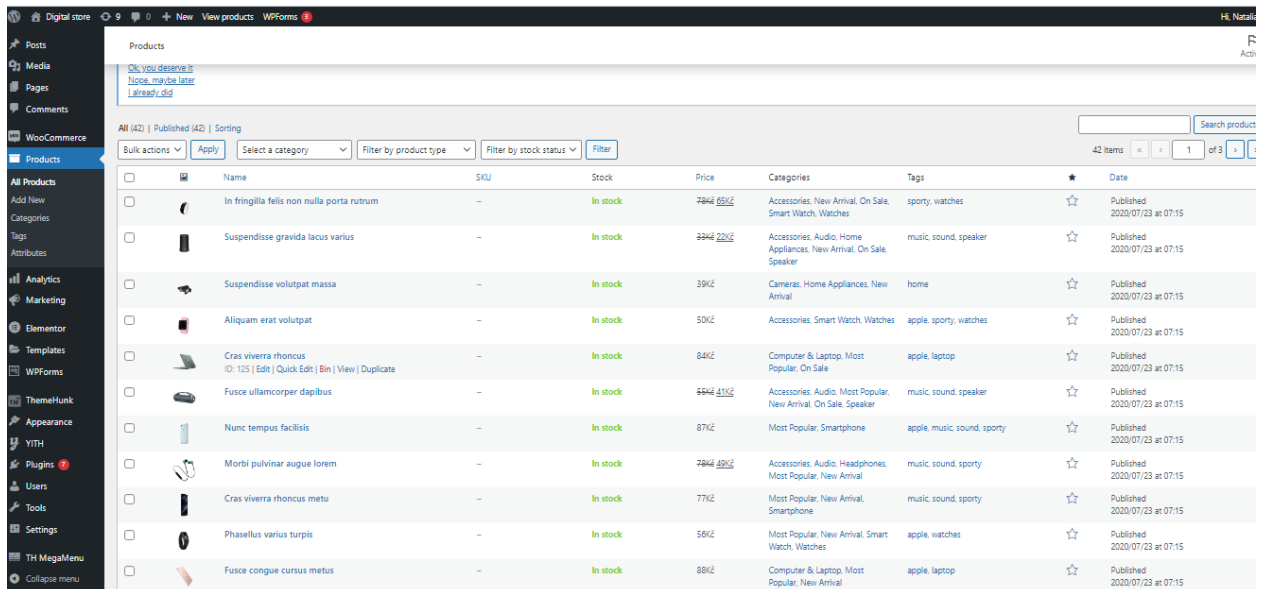 Digital store 9 0 New View products WPForms 3 Hi, Natalia
Posts
Media
Pages
Comments
WooCommerce
Products
All Products
Add New
Categories
Tags
Attributes
Analytics
Marketing
Elementor
Templates
WPForms
ThemeHunk
Appearance
YITH
Plugins 7
Users
Tools
Settings
TH MegaMenu
Collapse menu
Products
Ok, you deserve it
Nope, maybe later
I already did
All (42) | Published (42) | Sorting
Search product
Bulk actions Apply Select a category Filter by product type Filter by stock status Filter 42 items « ‹ 1 of 3 ›
Name SKU Stock Price Categories Tags ★ Date
In fringilla felis non nulla porta rutrum – In stock 78Kč 65Kč Accessories, New Arrival, On Sale, sporty, watches Published
Smart Watch, Watches 2020/07/23 at 07:15
Suspendisse gravida lacus varius – In stock 33Kč 22Kč Accessories, Audio, Home music, sound, speaker Published
Appliances, New Arrival, On Sale, 2020/07/23 at 07:15
Speaker
Suspendisse volutpat massa – In stock 39Kč Cameras, Home Appliances, New home Published
Arrival 2020/07/23 at 07:15
Aliquam erat volutpat – In stock 50Kč Accessories, Smart Watch, Watches apple, sporty, watches Published
2020/07/23 at 07:15
Cras viverra rhoncus – In stock 84Kč Computer & Laptop, Most apple, laptop Published
ID: 125 | Edit | Quick Edit | Bin | View | Duplicate Popular, On Sale 2020/07/23 at 07:15
Fusce ullamcorper dapibus – In stock 55Kč 41Kč Accessories, Audio, Most Popular, music, sound, speaker Published
New Arrival, On Sale, Speaker 2020/07/23 at 07:15
Nunc tempus facilisis – In stock 87Kč Most Popular, Smartphone apple, music, sound, sporty Published
2020/07/23 at 07:15
Morbi pulvinar augue lorem – In stock 78Kč 49Kč Accessories, Audio, Headphones, music, sound, sporty Published
Most Popular, New Arrival 2020/07/23 at 07:15
Cras viverra rhoncus metu – In stock 77Kč Most Popular, New Arrival, music, sound, sporty Published
Smartphone 2020/07/23 at 07:15
Phasellus varius turpis – In stock 56Kč Most Popular, New Arrival, Smart apple, watches Published
Watch, Watches 2020/07/23 at 07:15
Fusce congue cursus metus – In stock 88Kč Computer & Laptop, Most apple, laptop Published
Popular, New Arrival 2020/07/23 at 07:15